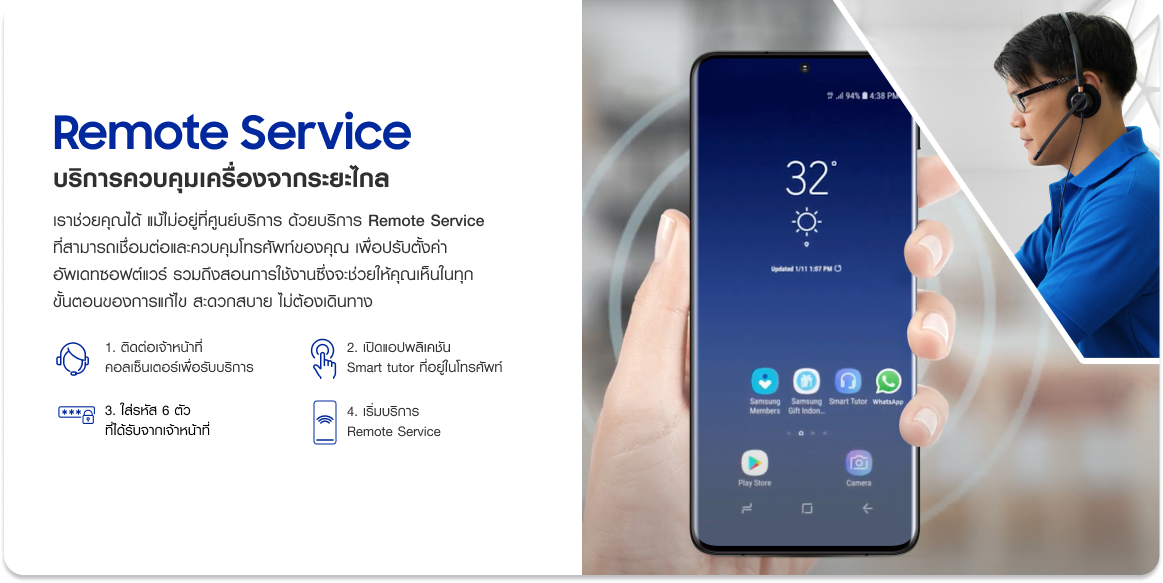 Remote Service
บริการควบคุมเครื่องจากระยะไกล
เราช่วยคุณได้ แม้ไม่อยู่ที่ศูนย์บริการ ด้วยบริการ Remote Service
ที่สามารถเชื่อมต่อและควบคุมโทรศัพท์ของคุณ เพื่อปรับตั้งค่า
อัพเดทซอฟต์แวร์ รวมถึงสอนการใช้งานซึ่งจะช่วยให้คุณเห็นในทุก
ขั้นตอนของการแก้ไข สะดวกสบาย ไม่ต้องเดินทาง
1. ติดต่อเจ้าหน้าที่
คอลเซ็นเตอร์เพื่อรับบริการ
2. เปิดแอปพลิเคชัน
Smart tutor ที่อยู่ในโทรศัพท์
***
3. ใส่รหัส 6 ตัว
ที่ได้รับจากเจ้าหน้าที่
4. เริ่มบริการ
Remote Service
94% 4:38 PM
32°
Updated 1/11 1:07 PM
Samsung Members
Samsung Gift Indon...
Smart Tutor
WhatsApp
Play Store
Camera